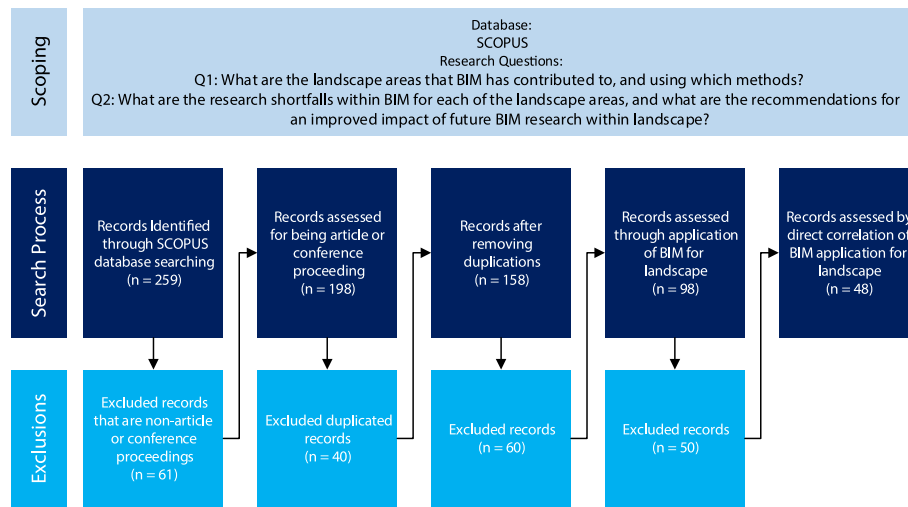 Scoping
Database:
SCOPUS
Research Questions:
Q1: What are the landscape areas that BIM has contributed to, and using which methods?
Q2: What are the research shortfalls within BIM for each of the landscape areas, and what are the recommendations for
an improved impact of future BIM research within landscape?
Search Process
Records Identified
through SCOPUS
database searching
(n = 259)
Records assessed
for being article or
conference
proceeding
(n = 198)
Records after
removing
duplications
(n = 158)
Records assessed
through application
of BIM for
landscape
(n = 98)
Records assessed by
direct correlation of
BIM application for
landscape
(n = 48)
Exclusions
Excluded records
that are non-article
or conference
proceedings
(n = 61)
Excluded duplicated
records
(n = 40)
Excluded records
(n = 60)
Excluded records
(n = 50)